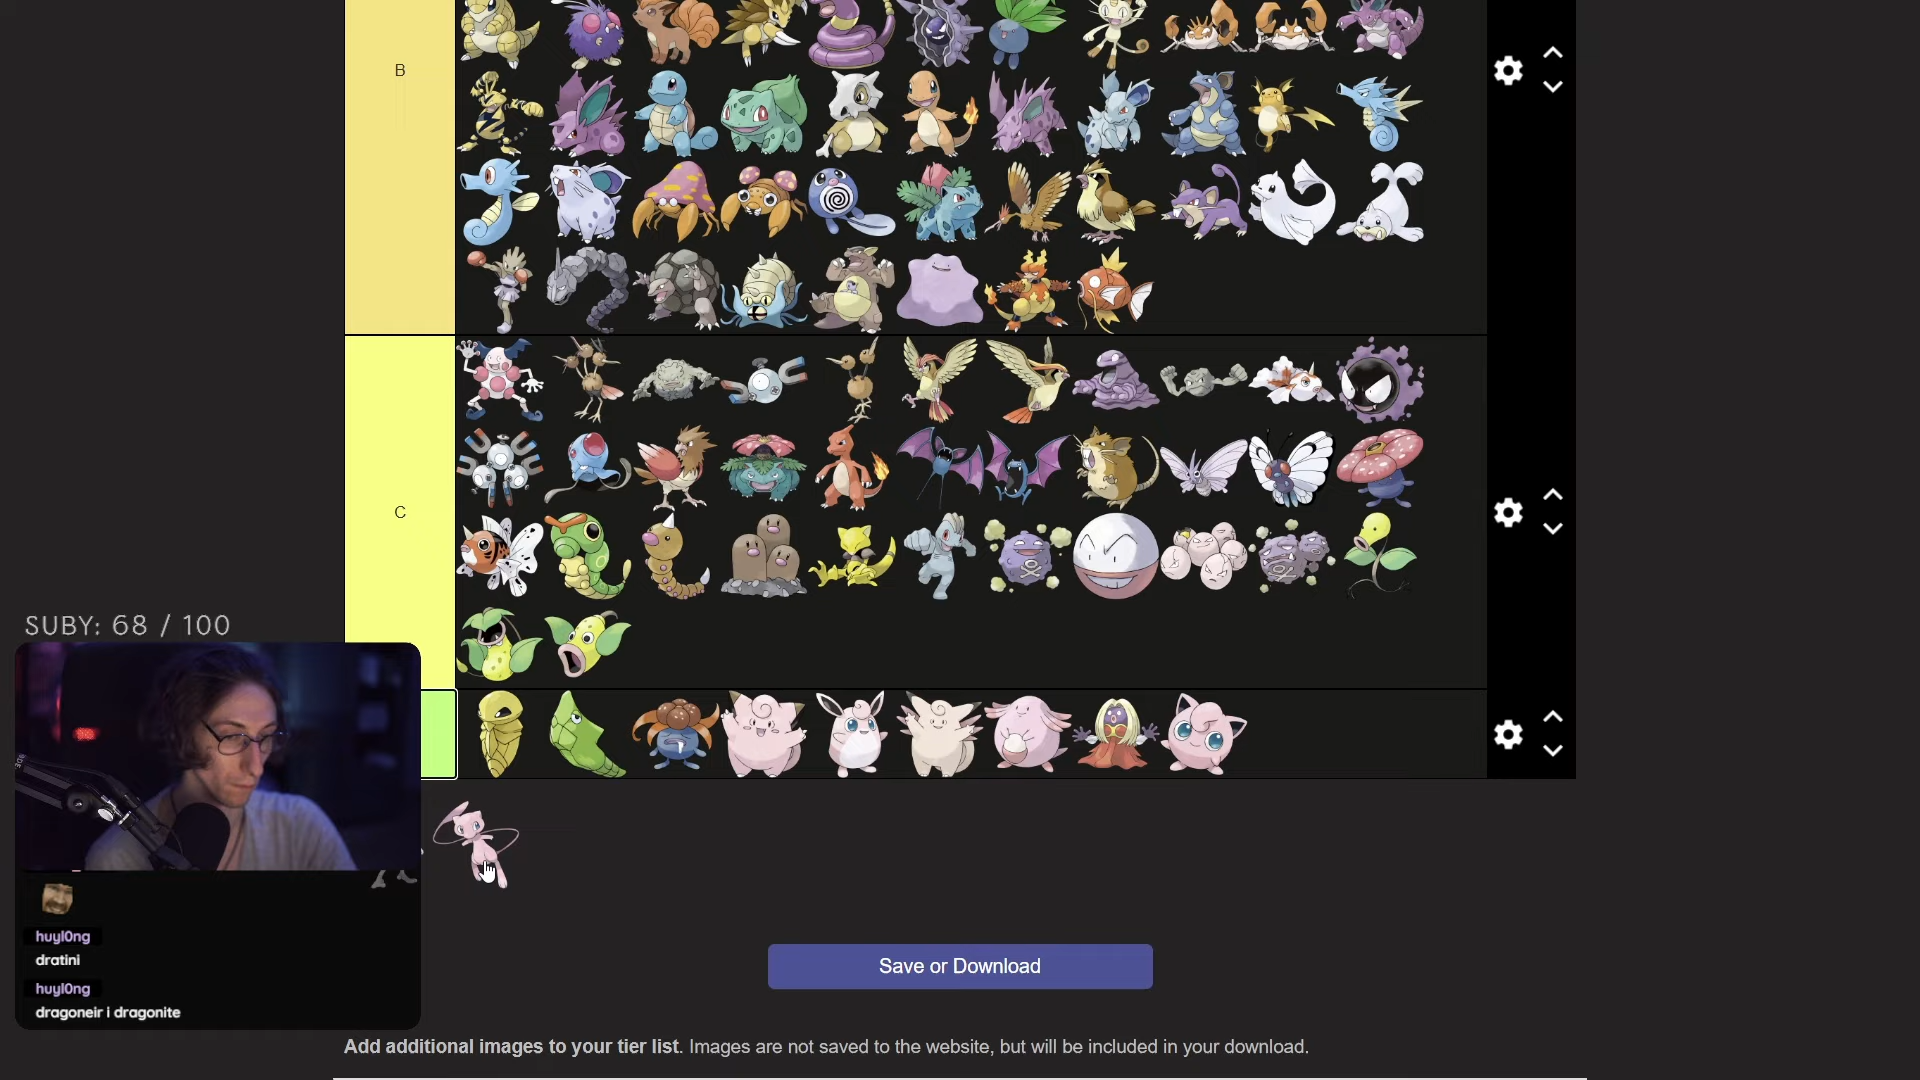 B
C
SUBY: 68 / 100
huyl0ng
dratini
huyl0ng
dragoneir i dragonite
Save or Download
Add additional images to your tier list. Images are not saved to the website, but will be included in your download.